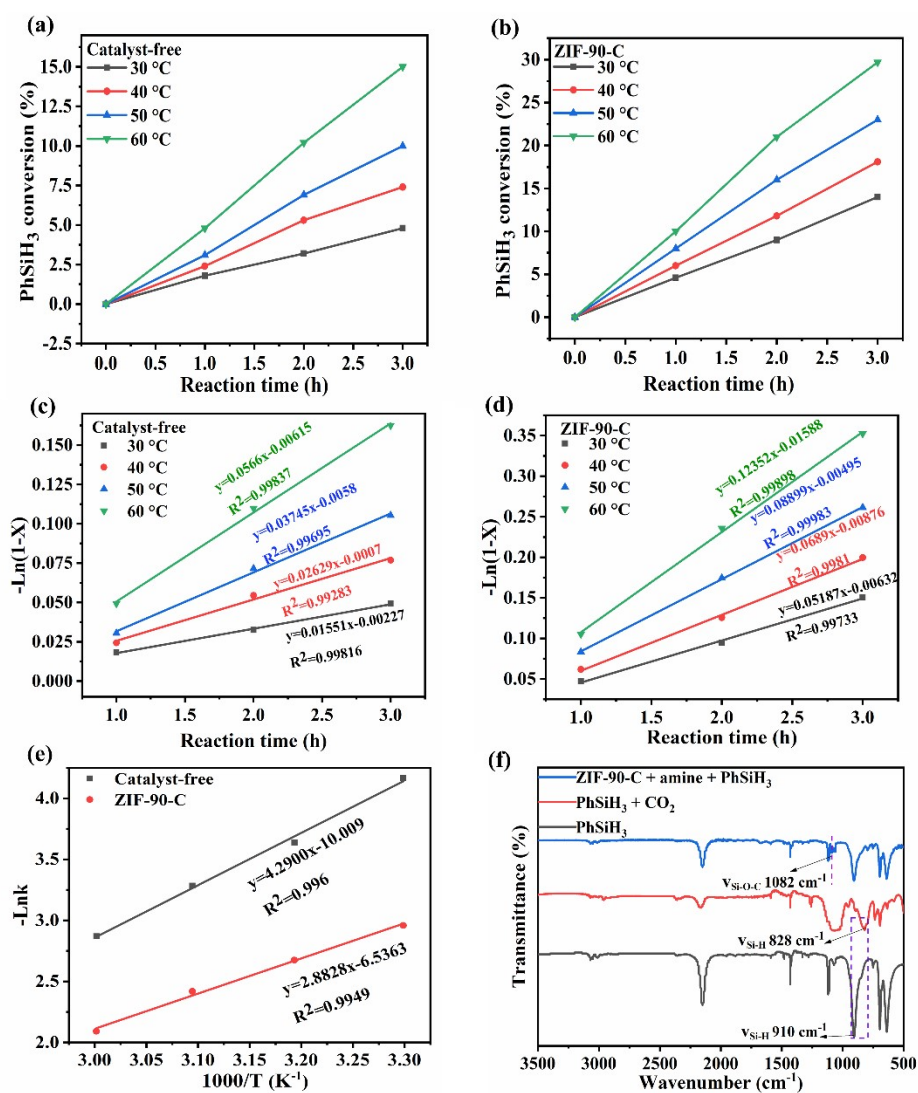 (a)
Catalyst-free
30 °C
40 °C
50 °C
60 °C
PhSiH3 conversion (%)
15.0
12.5
10.0
7.5
5.0
2.5
0.0
-2.5
0.0 0.5 1.0 1.5 2.0 2.5 3.0
Reaction time (h)
(b)
ZIF-90-C
30 °C
40 °C
50 °C
60 °C
PhSiH3 conversion (%)
30
25
20
15
10
5
0
0.0 0.5 1.0 1.5 2.0 2.5 3.0
Reaction time (h)
(c)
Catalyst-free
30 °C
40 °C
50 °C
60 °C
y=0.0566x-0.00615
R²=0.99837
y=0.03745x-0.0058
R²=0.99695
y=0.02629x-0.0007
R²=0.99283
y=0.01551x-0.00227
R²=0.99816
-Ln(1-X)
0.150
0.125
0.100
0.075
0.050
0.025
0.000
1.0 1.5 2.0 2.5 3.0
Reaction time (h)
(d)
ZIF-90-C
30 °C
40 °C
50 °C
60 °C
y=0.12352x-0.01588
R²=0.99898
y=0.08899x-0.00495
R²=0.99983
y=0.0689x-0.00876
R²=0.9981
y=0.05187x-0.00632
R²=0.99733
-Ln(1-X)
0.35
0.30
0.25
0.20
0.15
0.10
0.05
1.0 1.5 2.0 2.5 3.0
Reaction time (h)
(e)
Catalyst-free
ZIF-90-C
y=4.2900x-10.009
R²=0.996
y=2.8828x-6.5363
R²=0.9949
-Lnk
4.0
3.5
3.0
2.5
2.0
3.00 3.05 3.10 3.15 3.20 3.25 3.30
1000/T (K⁻¹)
(f)
ZIF-90-C + amine + PhSiH3
PhSiH3 + CO2
PhSiH3
vSi-O-C 1082 cm⁻¹
vSi-H 828 cm⁻¹
vSi-H 910 cm⁻¹
Transmittance (%)
3500 3000 2500 2000 1500 1000 500
Wavenumber (cm⁻¹)